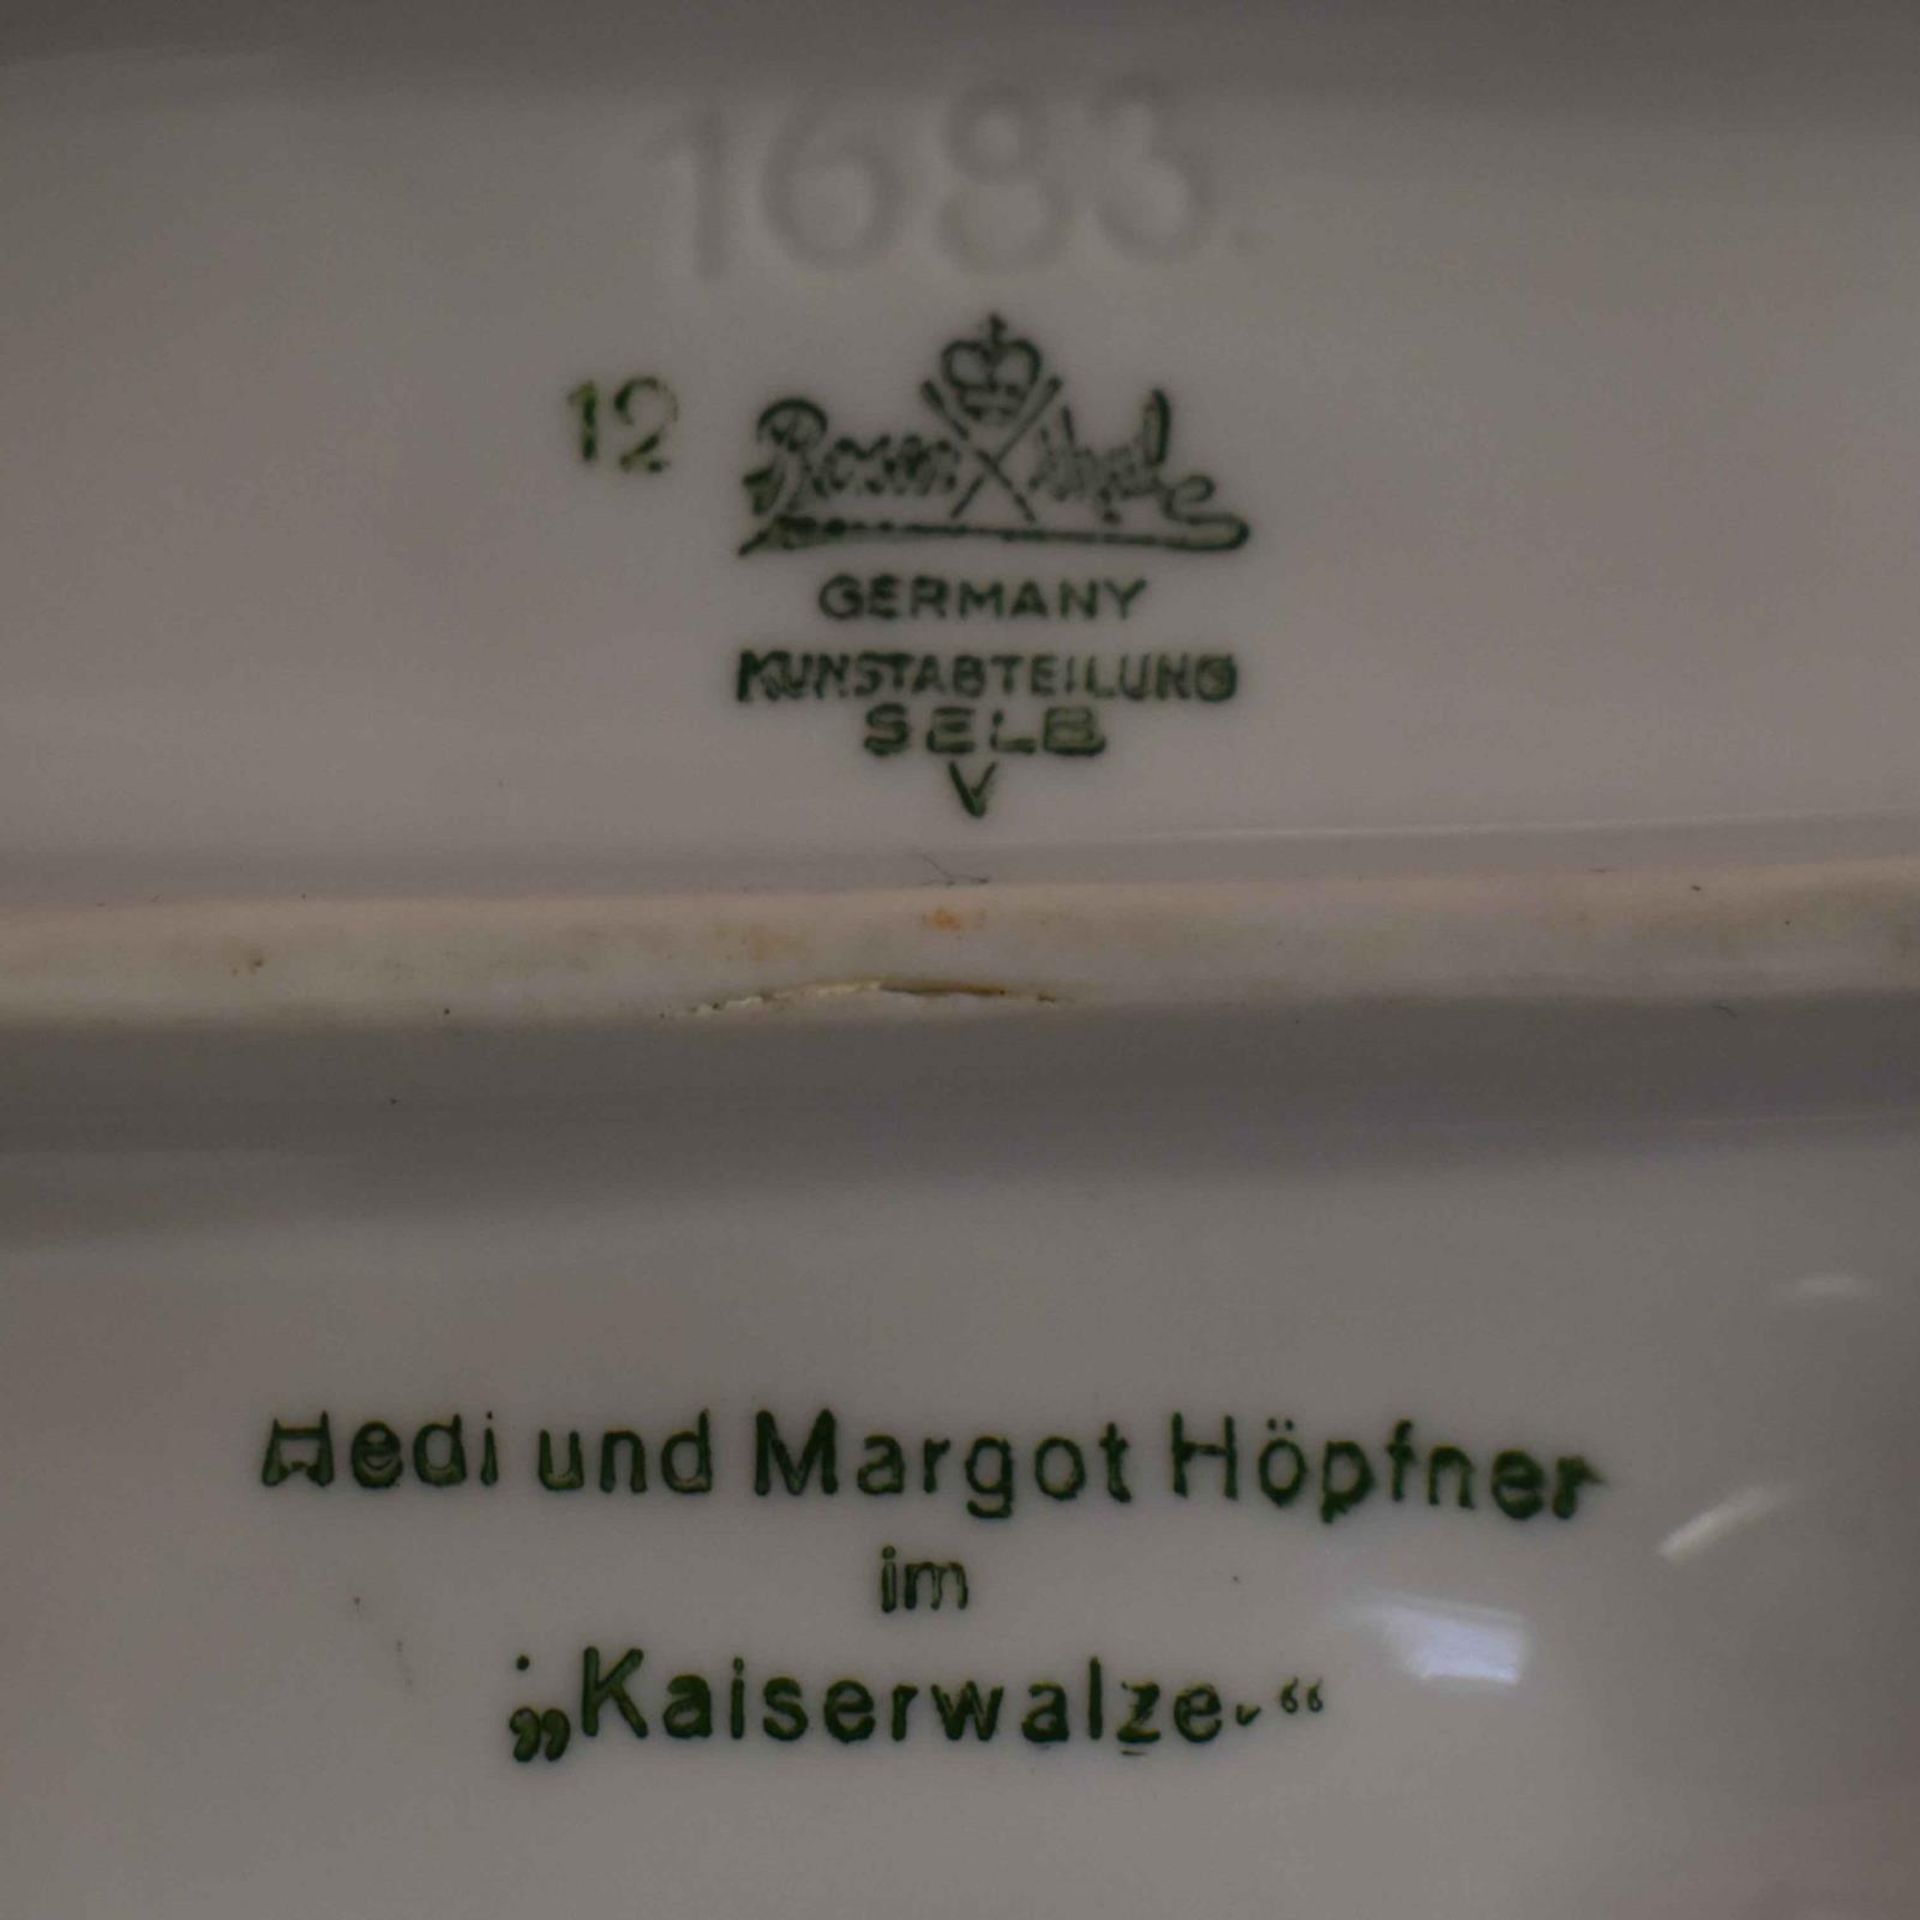 1683.
12 Rosenthal
GERMANY
KUNSTABTEILUNG
SELB
V
Hedi und Margot Höpfner
im
„Kaiserwalzer“